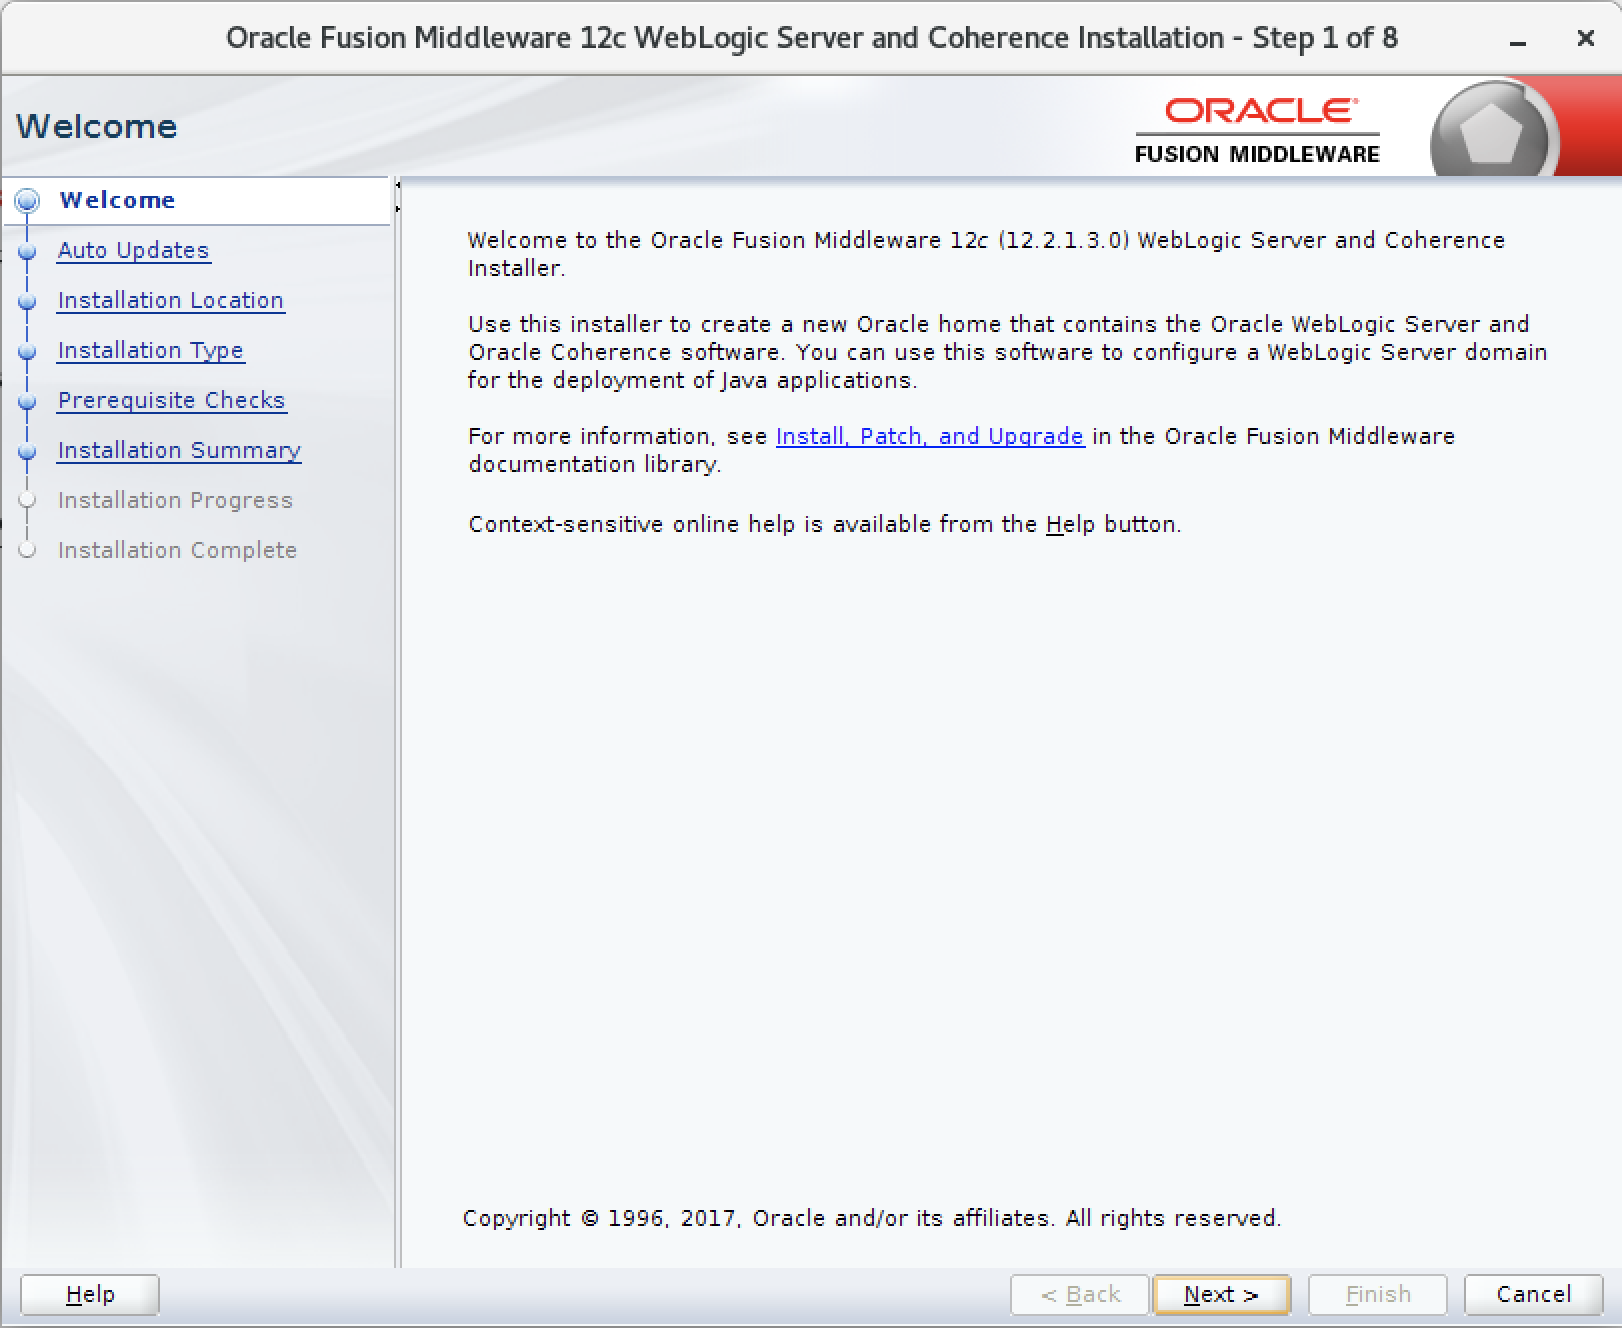 Oracle Fusion Middleware 12c WebLogic Server and Coherence Installation - Step 1 of 8
Welcome
ORACLE
FUSION MIDDLEWARE
Welcome
Auto Updates
Installation Location
Installation Type
Prerequisite Checks
Installation Summary
Installation Progress
Installation Complete
Welcome to the Oracle Fusion Middleware 12c (12.2.1.3.0) WebLogic Server and Coherence
Installer.
Use this installer to create a new Oracle home that contains the Oracle WebLogic Server and
Oracle Coherence software. You can use this software to configure a WebLogic Server domain
for the deployment of Java applications.
For more information, see Install, Patch, and Upgrade in the Oracle Fusion Middleware
documentation library.
Context-sensitive online help is available from the Help button.
Copyright © 1996, 2017, Oracle and/or its affiliates. All rights reserved.
Help
< Back
Next >
Finish
Cancel